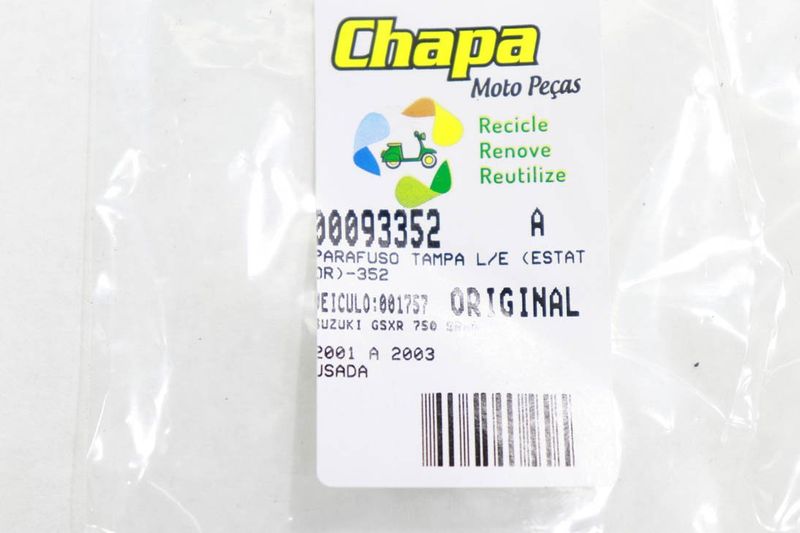 Chapa
Moto Peças
Recicle
Renove
Reutilize
00093352 A
PARAFUSO TAMPA L/E (ESTAT
OR)-352
VEICULO:001757 ORIGINAL
SUZUKI GSXR 750
2001 A 2003
USADA